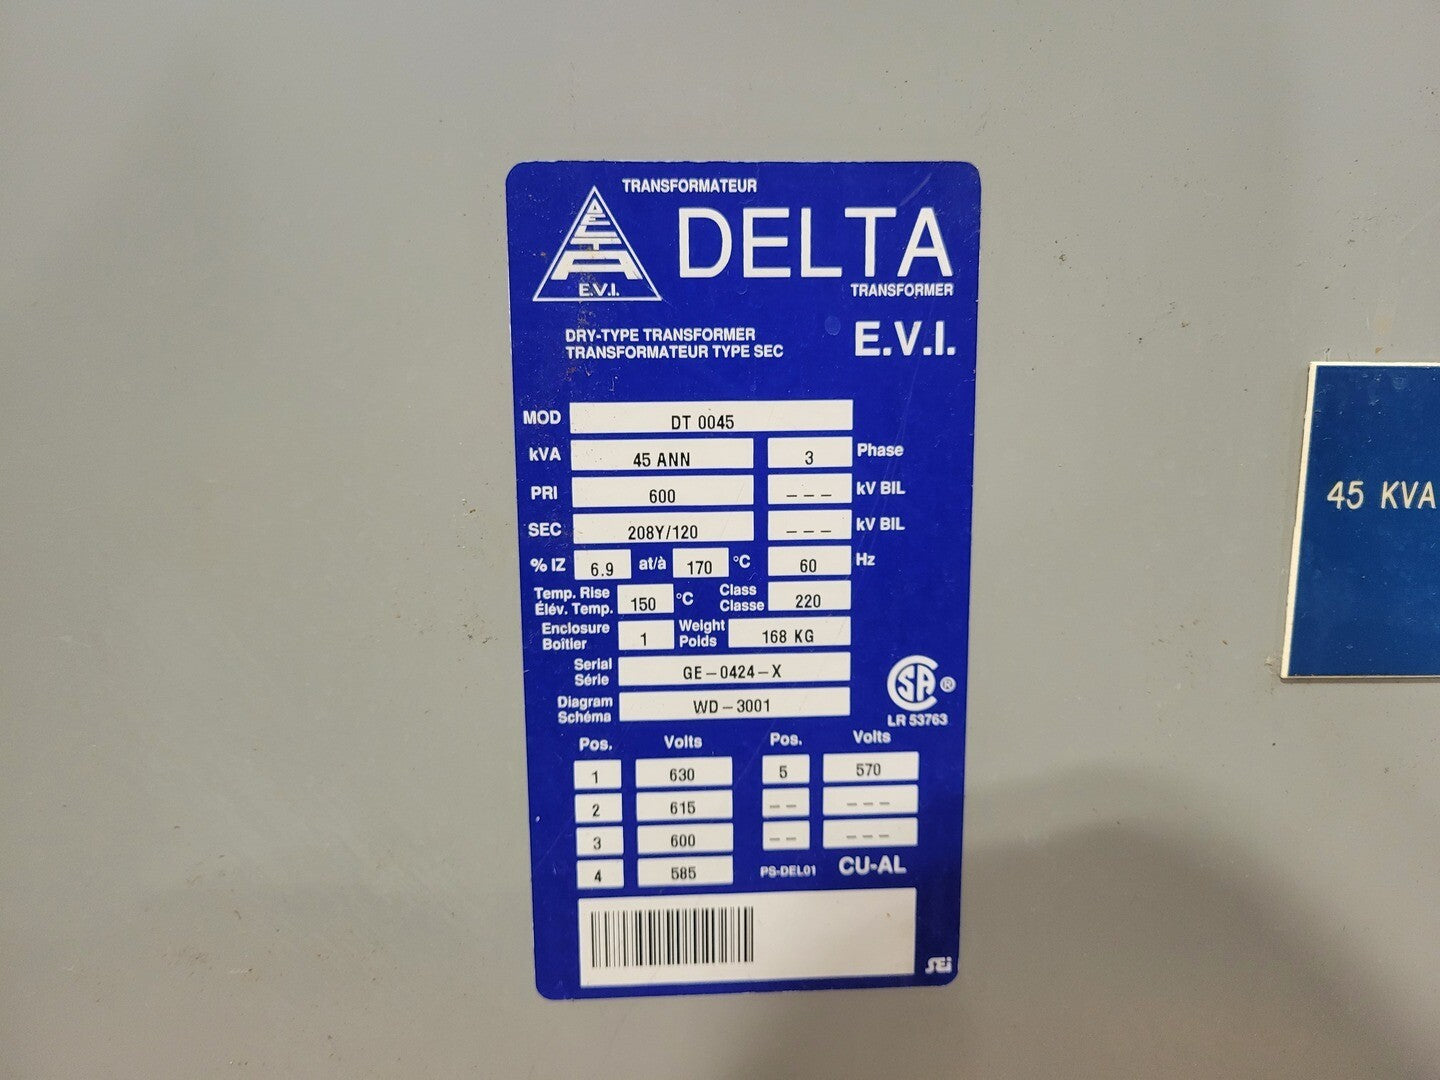 TRANSFORMATEUR
DELTA
DELTA
E.V.I.
TRANSFORMER
DRY-TYPE TRANSFORMER
TRANSFORMATEUR TYPE SEC
E.V.I.
MOD DT 0045
kVA 45 ANN 3 Phase
PRI 600 --- kV BIL
SEC 208Y/120 --- kV BIL
% IZ 6.9 at/à 170 °C 60 Hz
Temp. Rise
Élév. Temp. 150 °C Class
Classe 220
Enclosure
Boîtier 1 Weight
Poids 168 KG
Serial
Série GE-0424-X
Diagram
Schéma WD-3001
CSA ®
LR 53763
Pos. Volts Pos. Volts
1 630 5 570
2 615 -- ---
3 600 -- ---
4 585 PS-DEL01 CU-AL
SEi
45 KVA